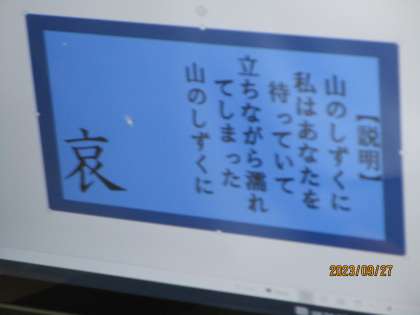 【説明】
山のしずくに
私はあなたを
待っていて
立ちながら濡れ
てしまった
山のしずくに
哀
2023/09/27